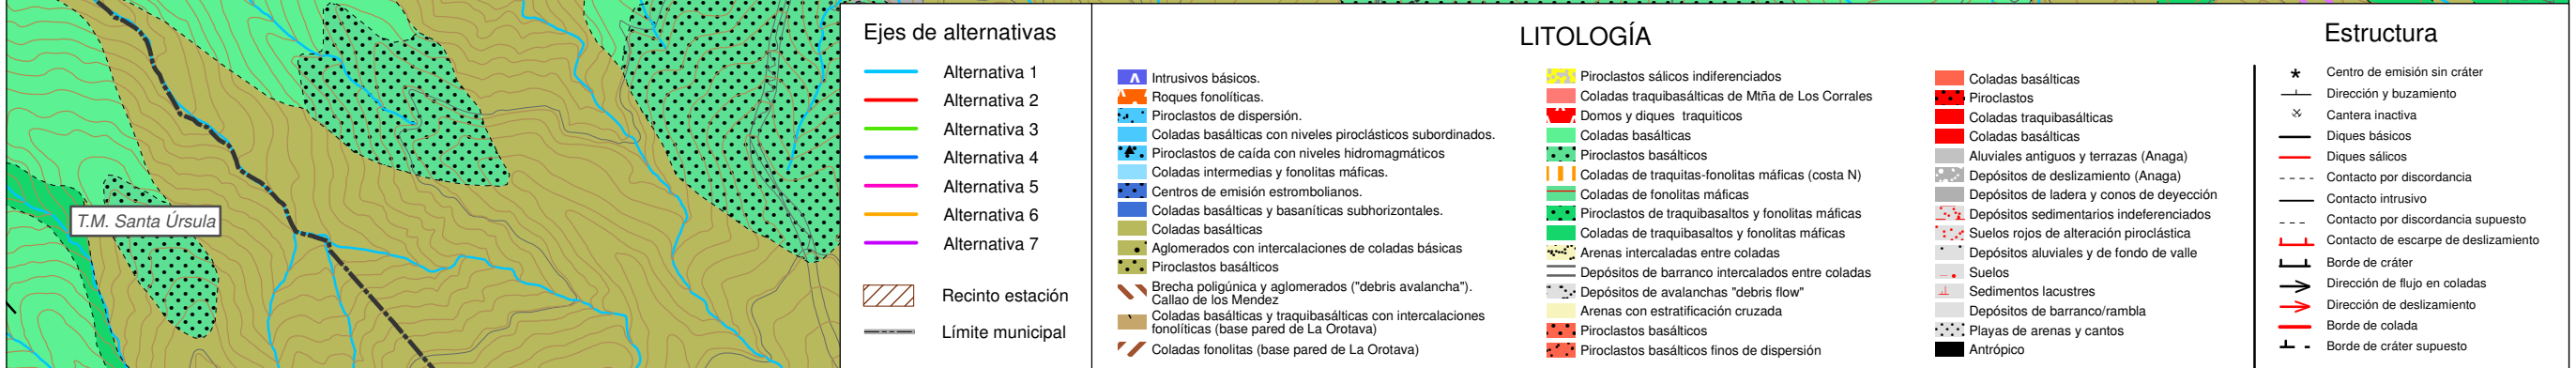 T.M. Santa Úrsula
Ejes de alternativas
Alternativa 1
Alternativa 2
Alternativa 3
Alternativa 4
Alternativa 5
Alternativa 6
Alternativa 7
Recinto estación
Límite municipal
LITOLOGÍA
Intrusivos básicos.
Roques fonolíticas.
Piroclastos de dispersión.
Coladas basálticas con niveles piroclásticos subordinados.
Piroclastos de caída con niveles hidromagmáticos
Coladas intermedias y fonolitas máficas.
Centros de emisión estrombolianos.
Coladas basálticas y basaníticas subhorizontales.
Coladas basálticas
Aglomerados con intercalaciones de coladas básicas
Piroclastos basálticos
Brecha poligúnica y aglomerados ("debris avalancha").
Callao de los Mendez
Coladas basálticas y traquibasálticas con intercalaciones
fonolíticas (base pared de La Orotava)
Coladas fonolitas (base pared de La Orotava)
Piroclastos sálicos indiferenciados
Coladas traquibasálticas de Mtña de Los Corrales
Domos y diques traquiticos
Coladas basálticas
Piroclastos basálticos
Coladas de traquitas-fonolitas máficas (costa N)
Coladas de fonolitas máficas
Piroclastos de traquibasaltos y fonolitas máficas
Coladas de traquibasaltos y fonolitas máficas
Arenas intercaladas entre coladas
Depósitos de barranco intercalados entre coladas
Depósitos de avalanchas "debris flow"
Arenas con estratificación cruzada
Piroclastos basálticos
Piroclastos basálticos finos de dispersión
Coladas basálticas
Piroclastos
Coladas traquibasálticas
Coladas basálticas
Aluviales antiguos y terrazas (Anaga)
Depósitos de deslizamiento (Anaga)
Depósitos de ladera y conos de deyección
Depósitos sedimentarios indeferenciados
Suelos rojos de alteración piroclástica
Depósitos aluviales y de fondo de valle
Suelos
Sedimentos lacustres
Depósitos de barranco/rambla
Playas de arenas y cantos
Antrópico
Estructura
Centro de emisión sin cráter
Dirección y buzamiento
Cantera inactiva
Diques básicos
Diques sálicos
Contacto por discordancia
Contacto intrusivo
Contacto por discordancia supuesto
Contacto de escarpe de deslizamiento
Borde de cráter
Dirección de flujo en coladas
Dirección de deslizamiento
Borde de colada
Borde de cráter supuesto